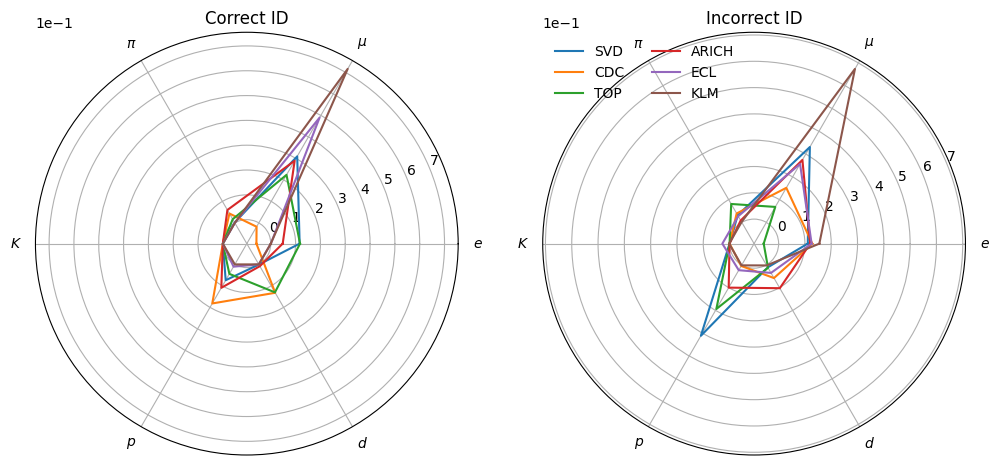 Correct ID
1e−1
e
μ
π
K
p
d
0
1
2
3
4
5
6
7
Incorrect ID
1e−1
e
μ
π
K
p
d
0
1
2
3
4
5
6
7
SVD
CDC
TOP
ARICH
ECL
KLM